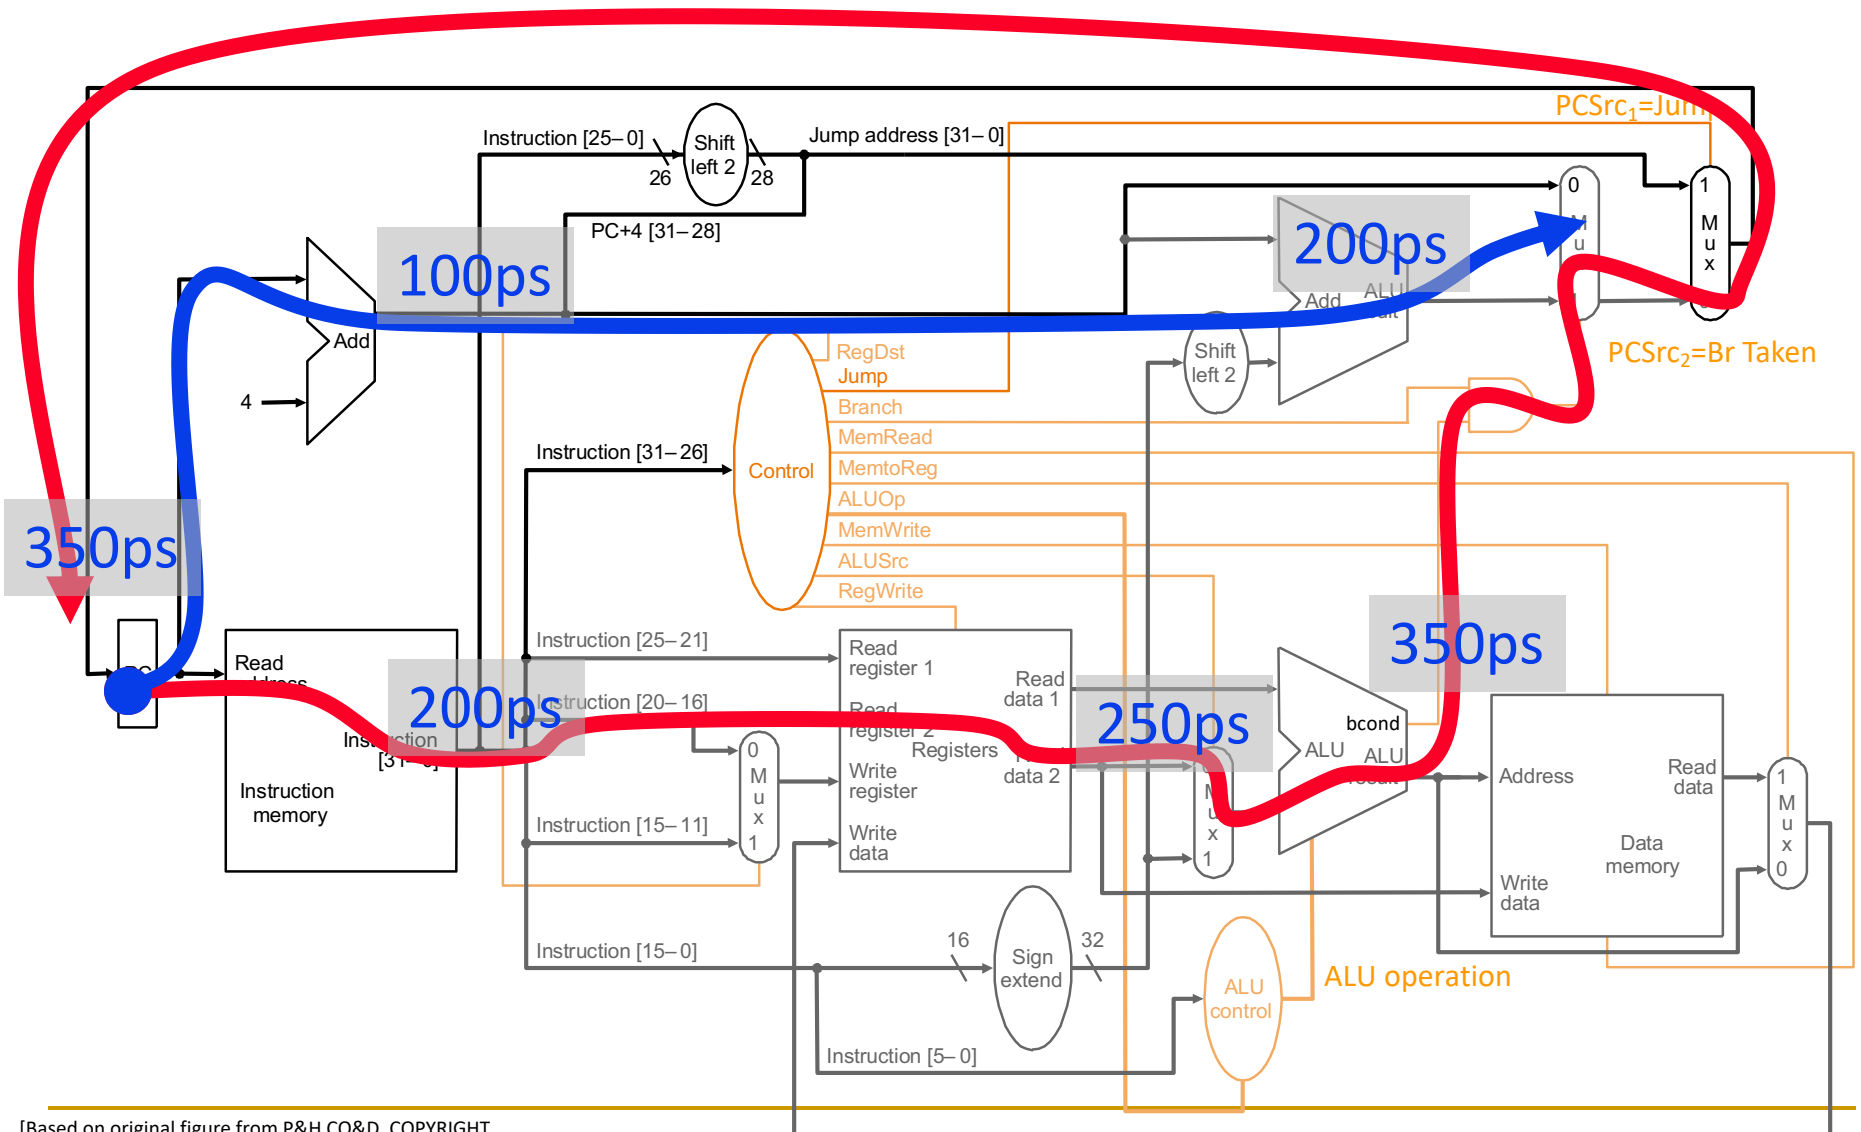 PCSrc1=Jump
Instruction [25–0]
Shift
left 2
Jump address [31–0]
26
28
PC+4 [31–28]
0
M
u
1
M
u
x
200ps
Add
ALU
100ps
Add
4
Shift
left 2
PCSrc2=Br Taken
RegDst
Jump
Branch
MemRead
MemtoReg
ALUOp
MemWrite
ALUSrc
RegWrite
Instruction [31–26]
Control
350ps
PC
Read
address
Instruction
Instruction
memory
200ps
Instruction [25–21]
Instruction [20–16]
Instruction [15–11]
Instruction [15–0]
0
M
u
x
1
Read
register 1
Read
register 2
Registers
Write
register
Write
data
Read
data 1
data 2
250ps
M
u
x
1
350ps
bcond
ALU
ALU
Address
Read
data
Data
memory
Write
data
1
M
u
x
0
16
Sign
extend
32
ALU
control
ALU operation
Instruction [5–0]
[Based on original figure from P&H CO&D, COPYRIGHT